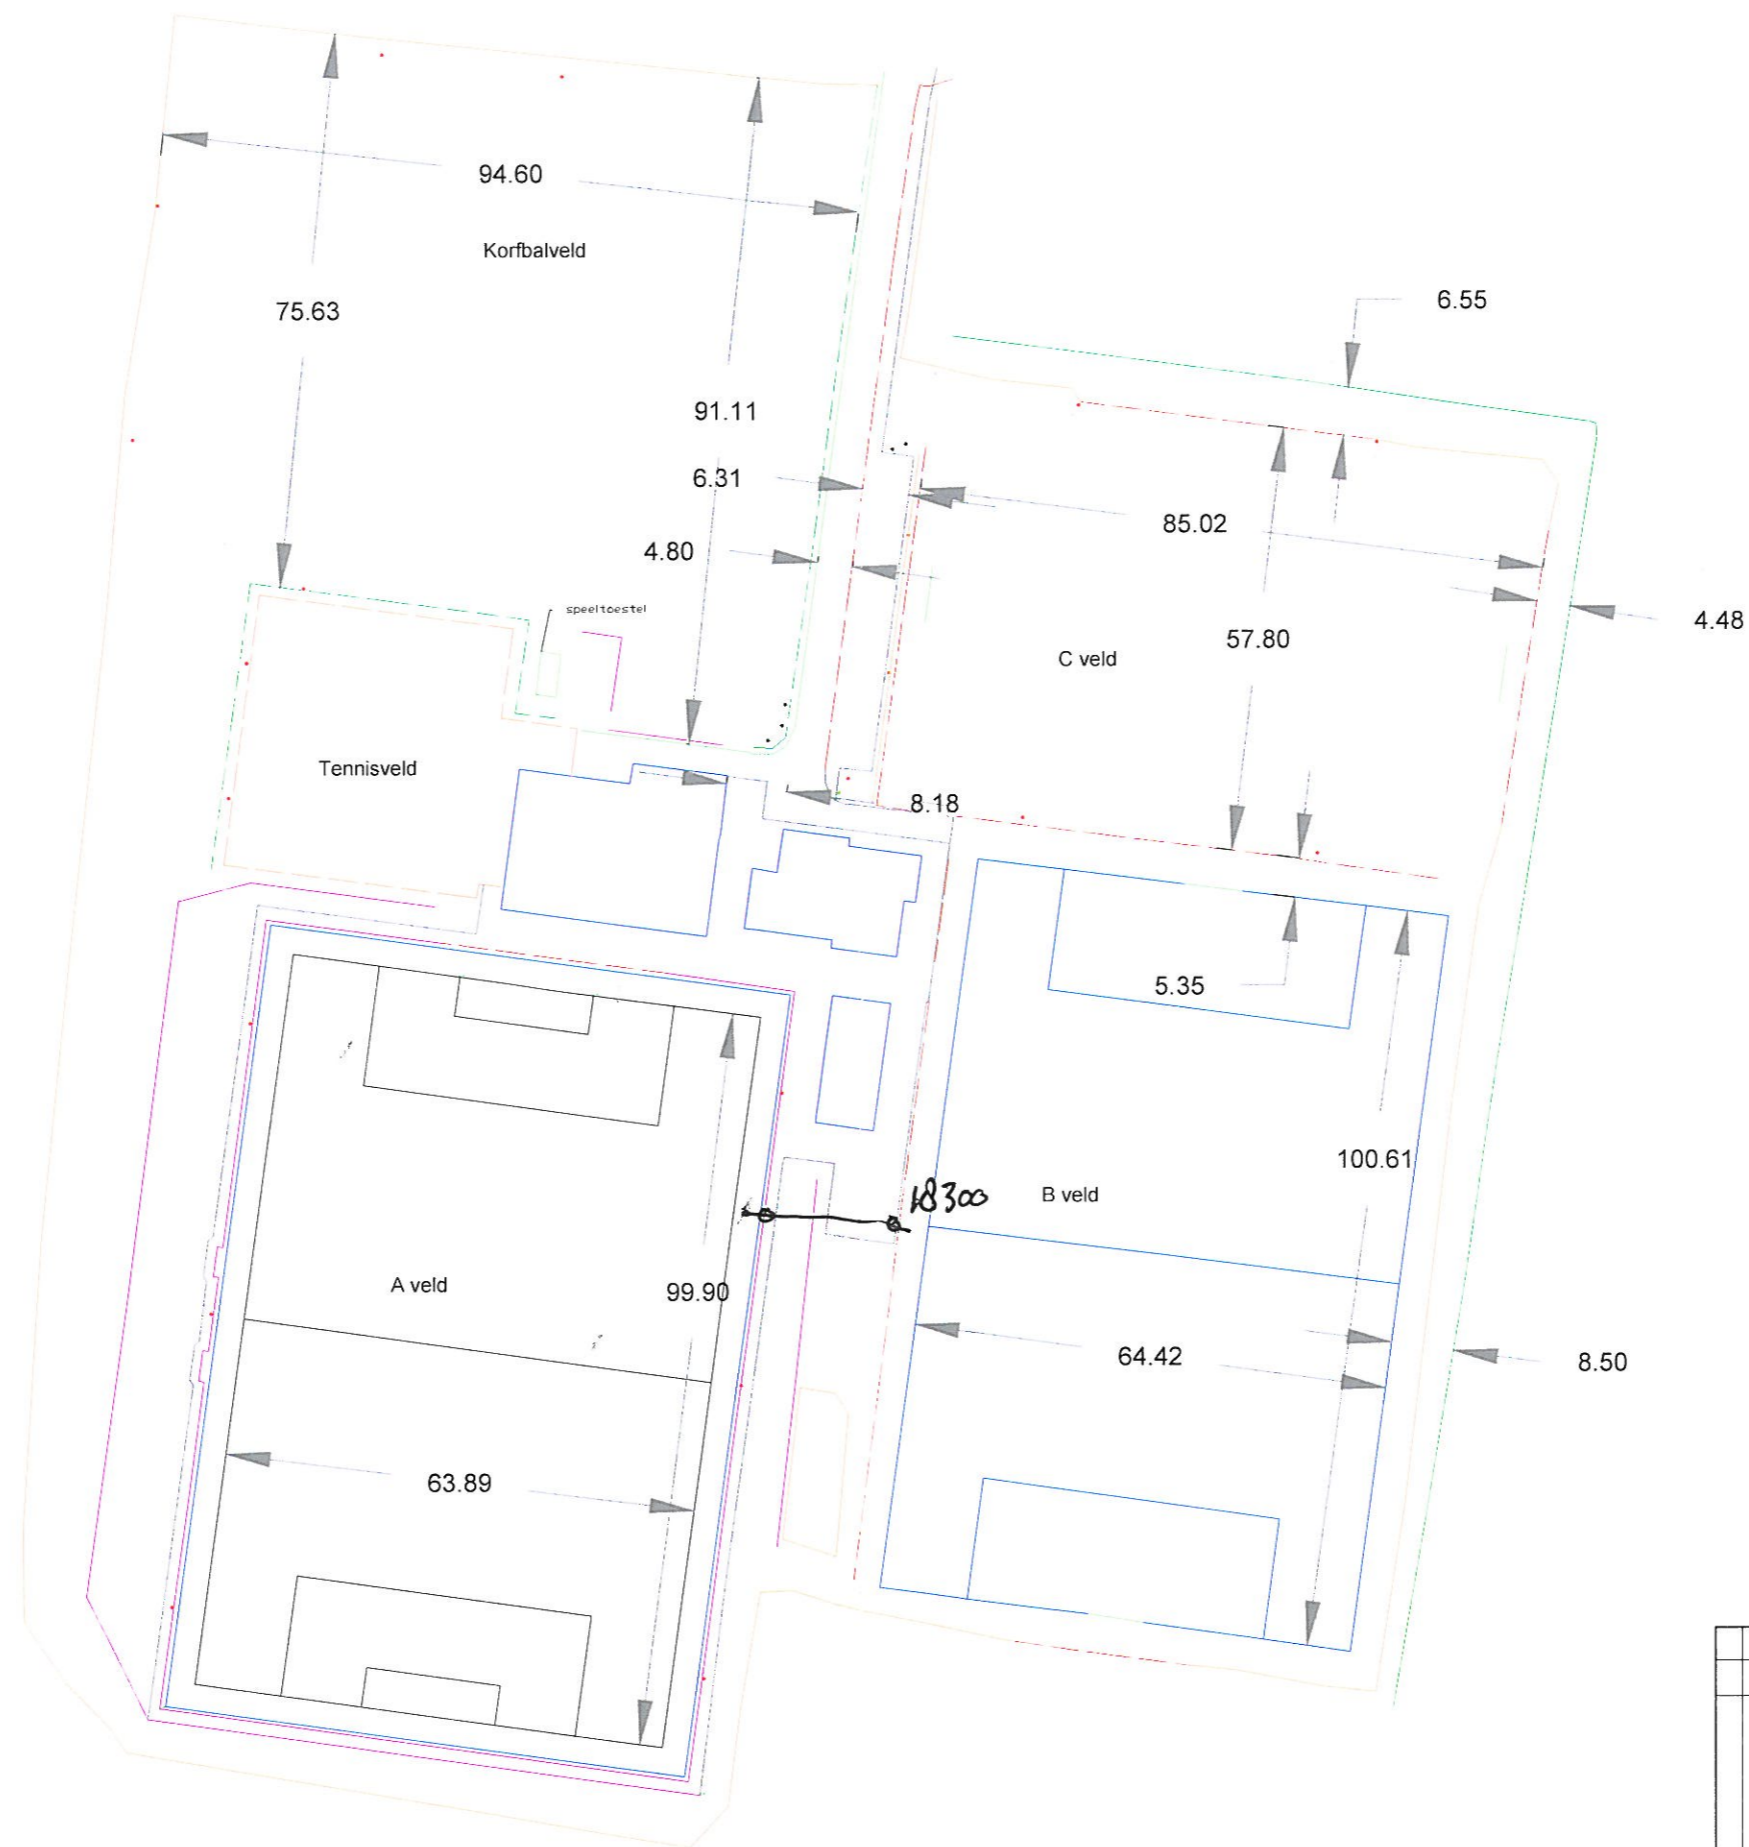 94.60
Korfbalveld
75.63
6.55
91.11
6.31
85.02
4.80
speeltoestel
4.48
57.80
C veld
Tennisveld
8.18
5.35
100.61
18300
B veld
A veld
99.90
64.42
8.50
63.89